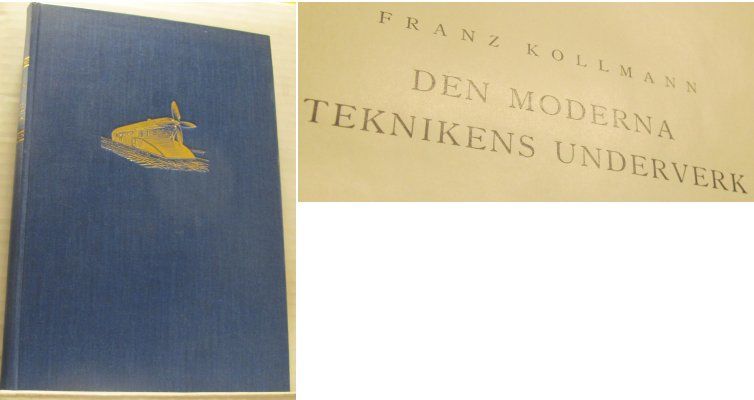 FRANZ KOLLMANN
DEN MODERNA
TEKNIKENS UNDERVERK